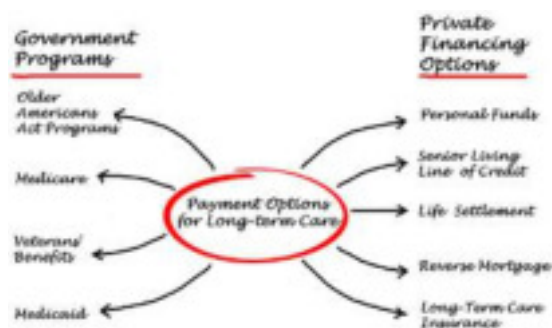 Government
Programs
Older
Americans
Act Programs
Medicare
Veterans'
Benefits
Medicaid
Payment Options
for Long-term Care
Private
Financing
Options
Personal Funds
Senior Living
Line of Credit
Life Settlement
Reverse Mortgage
Long-Term Care
Insurance